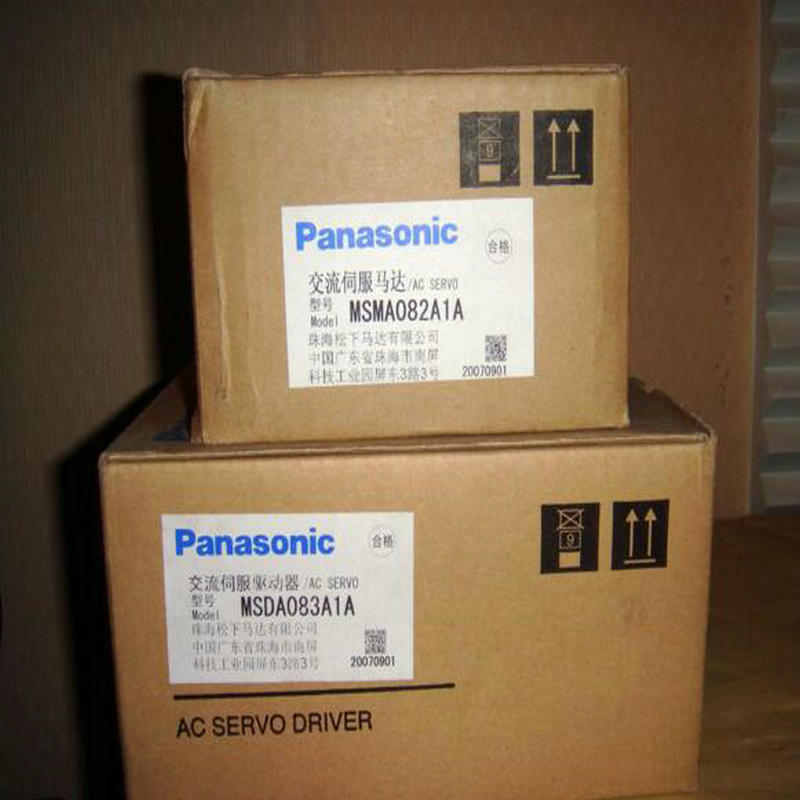 9
Panasonic
合格
交流伺服马达/AC SERVO
型号
Model MSMA082A1A
珠海松下马达有限公司
中国广东省珠海市南屏
科技工业园屏东3路3号 20070901
9
Panasonic
合格
交流伺服驱动器/AC SERVO
型号
Model MSDA083A1A
珠海松下马达有限公司
中国广东省珠海市南屏
科技工业园屏东3路3号 20070901
AC SERVO DRIVER